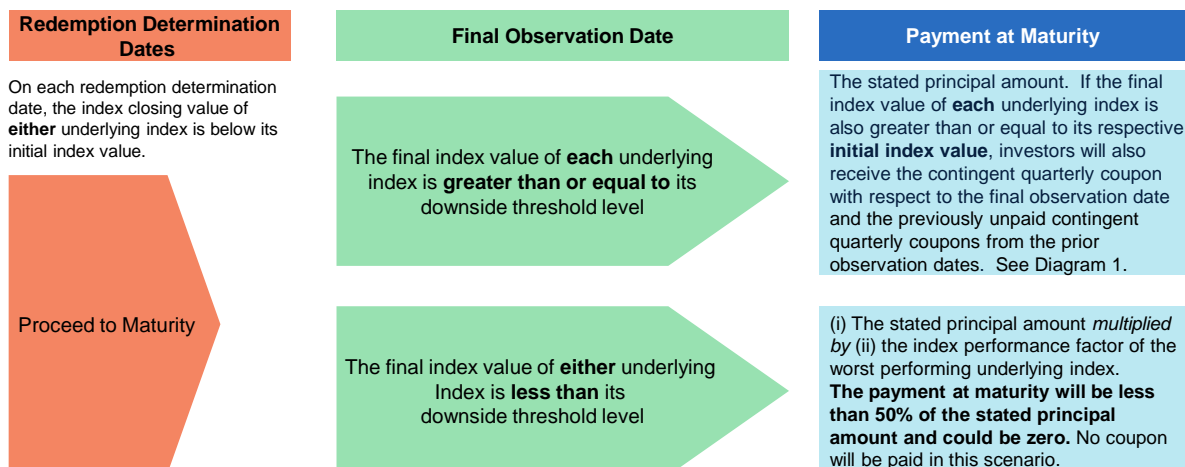 Redemption Determination
Dates
On each redemption determination
date, the index closing value of
either underlying index is below its
initial index value.
Proceed to Maturity
Final Observation Date
The final index value of each underlying
index is greater than or equal to its
downside threshold level
The final index value of either underlying
Index is less than its
downside threshold level
Payment at Maturity
The stated principal amount.  If the final
index value of each underlying index is
also greater than or equal to its respective
initial index value, investors will also
receive the contingent quarterly coupon
with respect to the final observation date
and the previously unpaid contingent
quarterly coupons from the prior
observation dates.  See Diagram 1.
(i) The stated principal amount multiplied
by (ii) the index performance factor of the
worst performing underlying index.
The payment at maturity will be less
than 50% of the stated principal
amount and could be zero. No coupon
will be paid in this scenario.